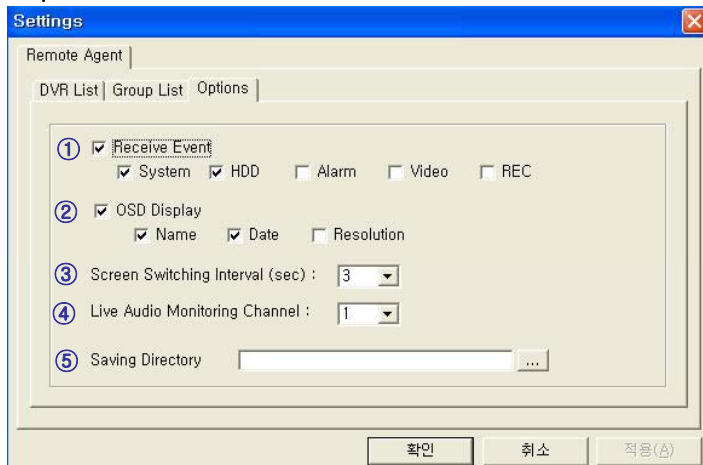 Settings
Remote Agent
DVR List Group List Options
① Receive Event
System HDD Alarm Video REC
② OSD Display
Name Date Resolution
③ Screen Switching Interval (sec) : 3
④ Live Audio Monitoring Channel : 1
⑤ Saving Directory ...
확인 취소 적용(A)